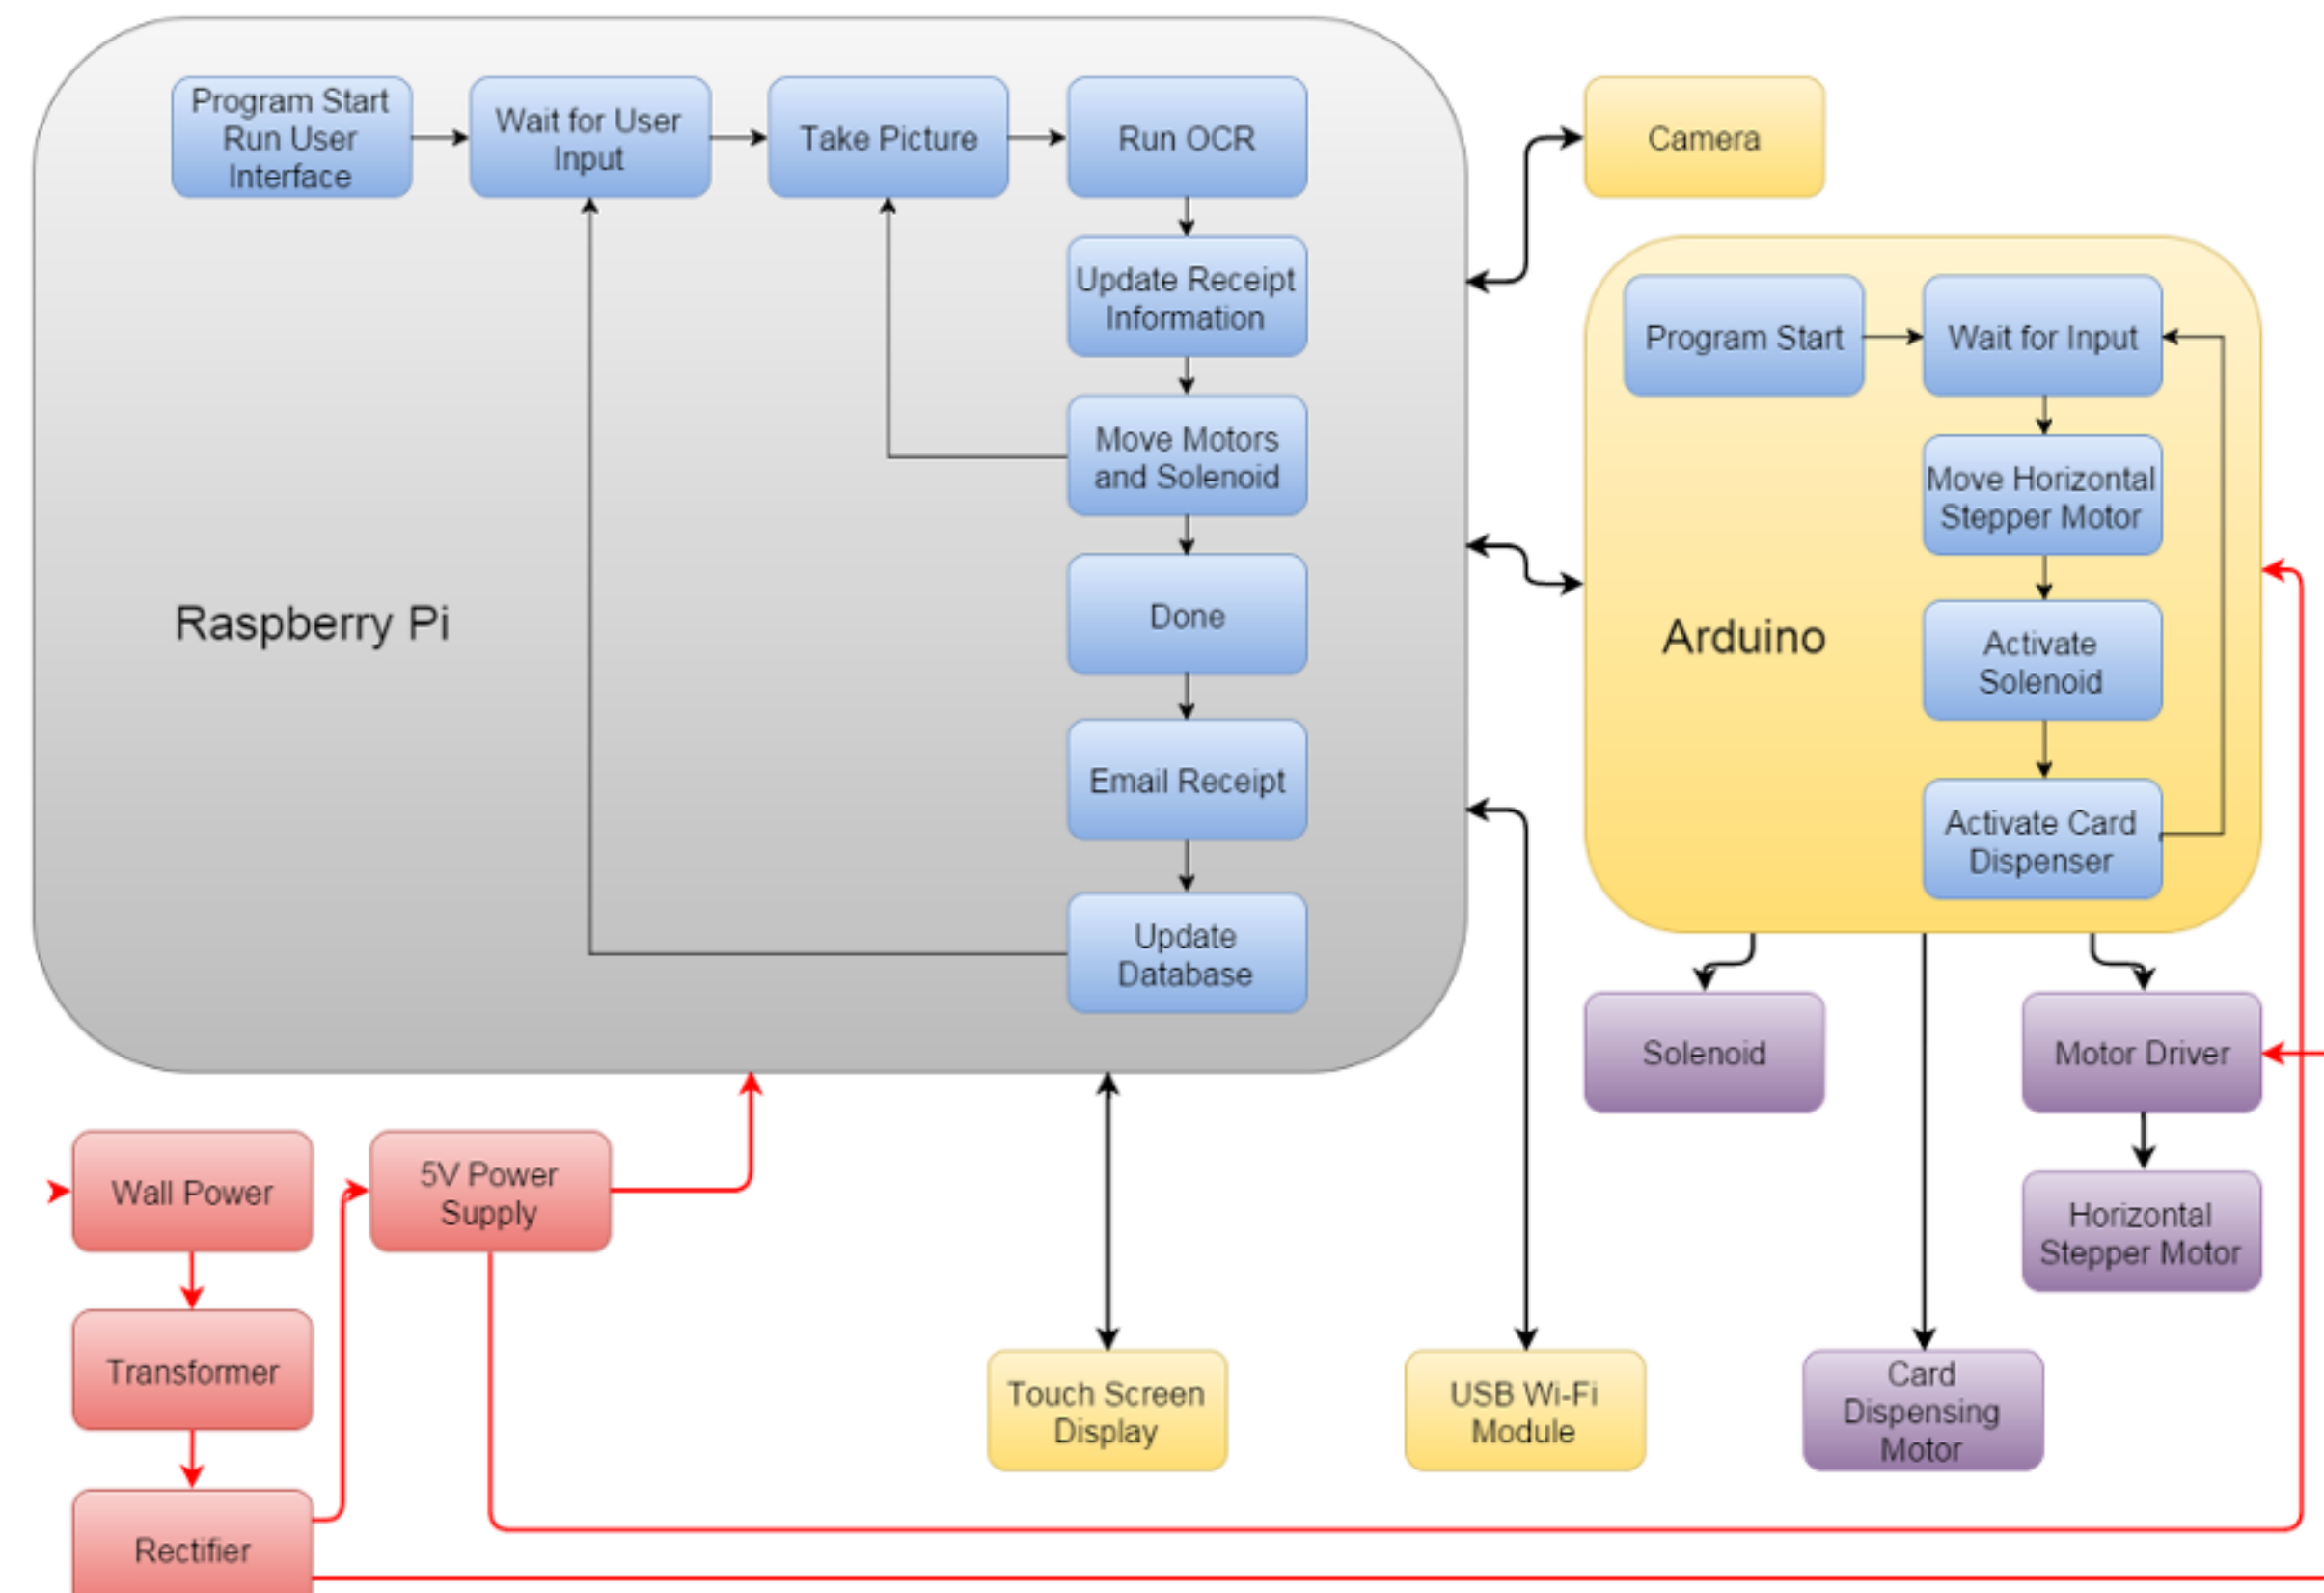 Program Start
Run User
Interface
Wait for User
Input
Take Picture
Run OCR
Update Receipt
Information
Move Motors
and Solenoid
Done
Email Receipt
Update
Database
Raspberry Pi
Camera
Program Start
Wait for Input
Move Horizontal
Stepper Motor
Activate
Solenoid
Activate Card
Dispenser
Arduino
Solenoid
Motor Driver
Horizontal
Stepper Motor
Wall Power
5V Power
Supply
Transformer
Rectifier
Touch Screen
Display
USB Wi-Fi
Module
Card
Dispensing
Motor